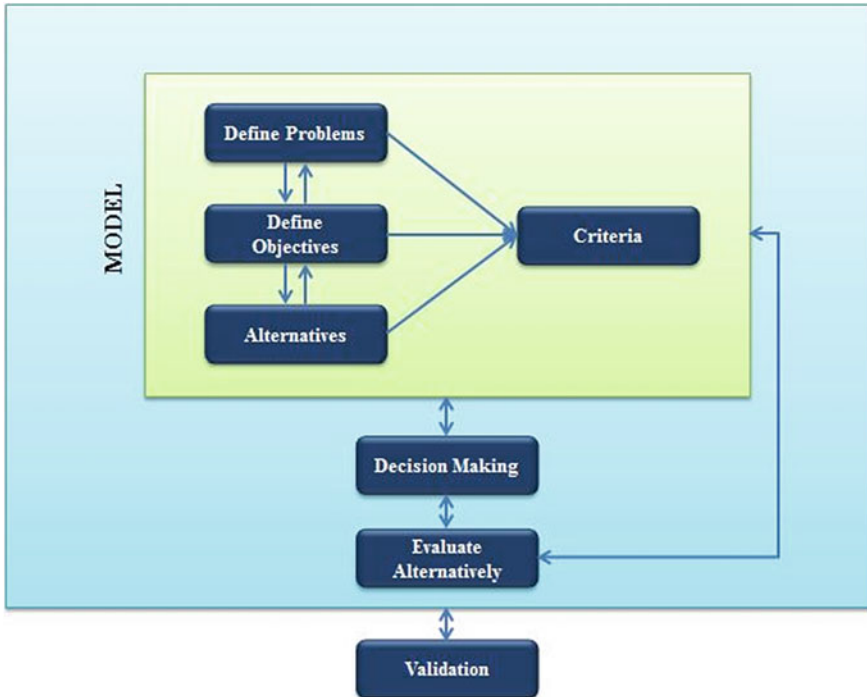 MODEL
Define Problems
Define
Objectives
Criteria
Alternatives
Decision Making
Evaluate
Alternatively
Validation